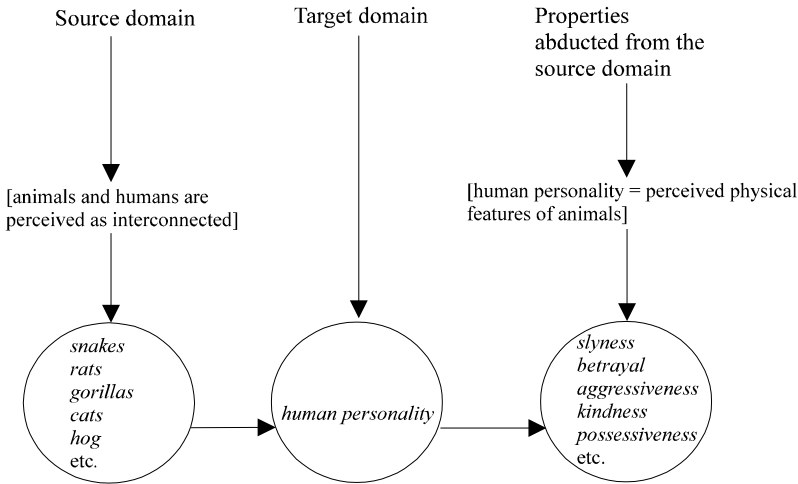 Source domain
Target domain
Properties
abducted from the
source domain
[animals and humans are
perceived as interconnected]
[human personality = perceived physical
features of animals]
snakes
rats
gorillas
cats
hog
etc.
human personality
slyness
betrayal
aggressiveness
kindness
possessiveness
etc.